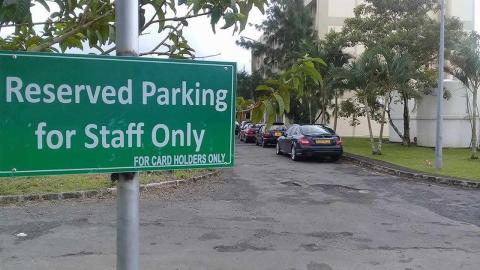 Reserved Parking
for Staff Only
FOR CARD HOLDERS ONLY.